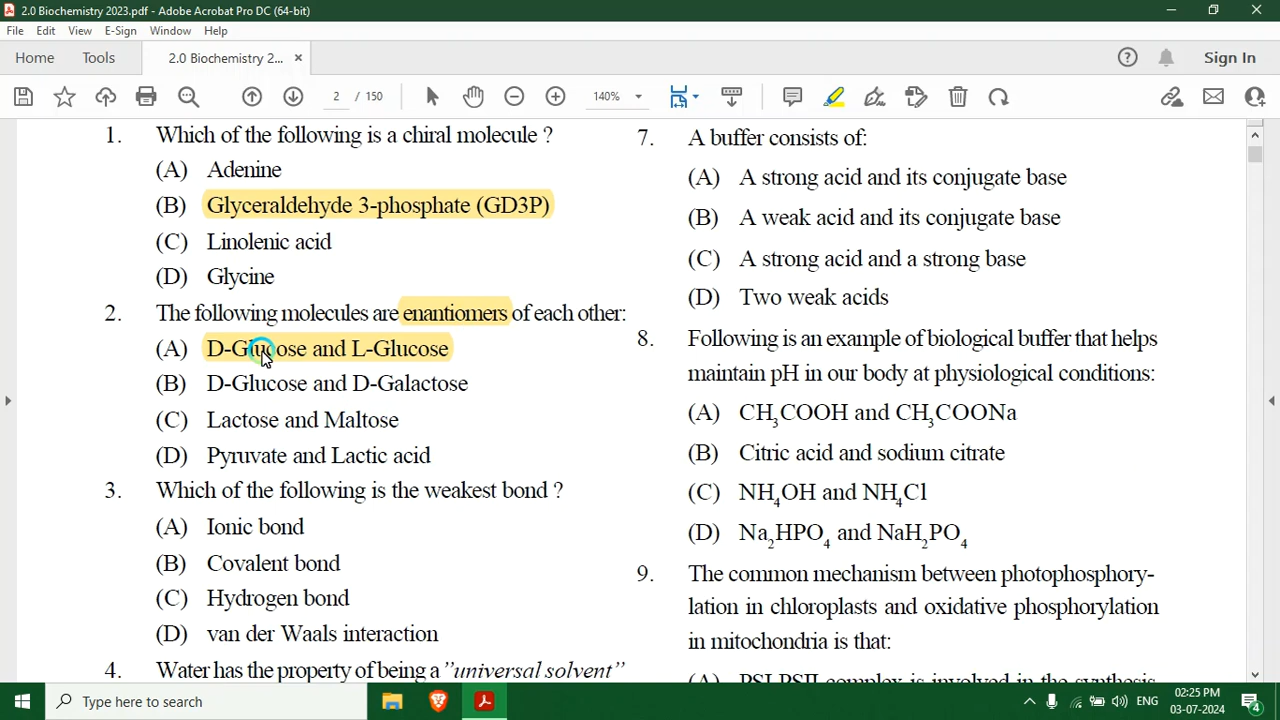 2.0 Biochemistry 2023.pdf - Adobe Acrobat Pro DC (64-bit)
File Edit View E-Sign Window Help
Home Tools 2.0 Biochemistry 2... × Sign In
2 / 150 140%
1. Which of the following is a chiral molecule ?
(A) Adenine
(B) Glyceraldehyde 3-phosphate (GD3P)
(C) Linolenic acid
(D) Glycine
2. The following molecules are enantiomers of each other:
(A) D-Glucose and L-Glucose
(B) D-Glucose and D-Galactose
(C) Lactose and Maltose
(D) Pyruvate and Lactic acid
3. Which of the following is the weakest bond ?
(A) Ionic bond
(B) Covalent bond
(C) Hydrogen bond
(D) van der Waals interaction
4. Water has the property of being a "universal solvent"
7. A buffer consists of:
(A) A strong acid and its conjugate base
(B) A weak acid and its conjugate base
(C) A strong acid and a strong base
(D) Two weak acids
8. Following is an example of biological buffer that helps
maintain pH in our body at physiological conditions:
(A) CH₃COOH and CH₃COONa
(B) Citric acid and sodium citrate
(C) NH₄OH and NH₄Cl
(D) Na₂HPO₄ and NaH₂PO₄
9. The common mechanism between photophosphory-
lation in chloroplasts and oxidative phosphorylation
in mitochondria is that:
(A) PSI-PSII complex is involved in the synthesis
Type here to search
ENG
02:25 PM
03-07-2024
4